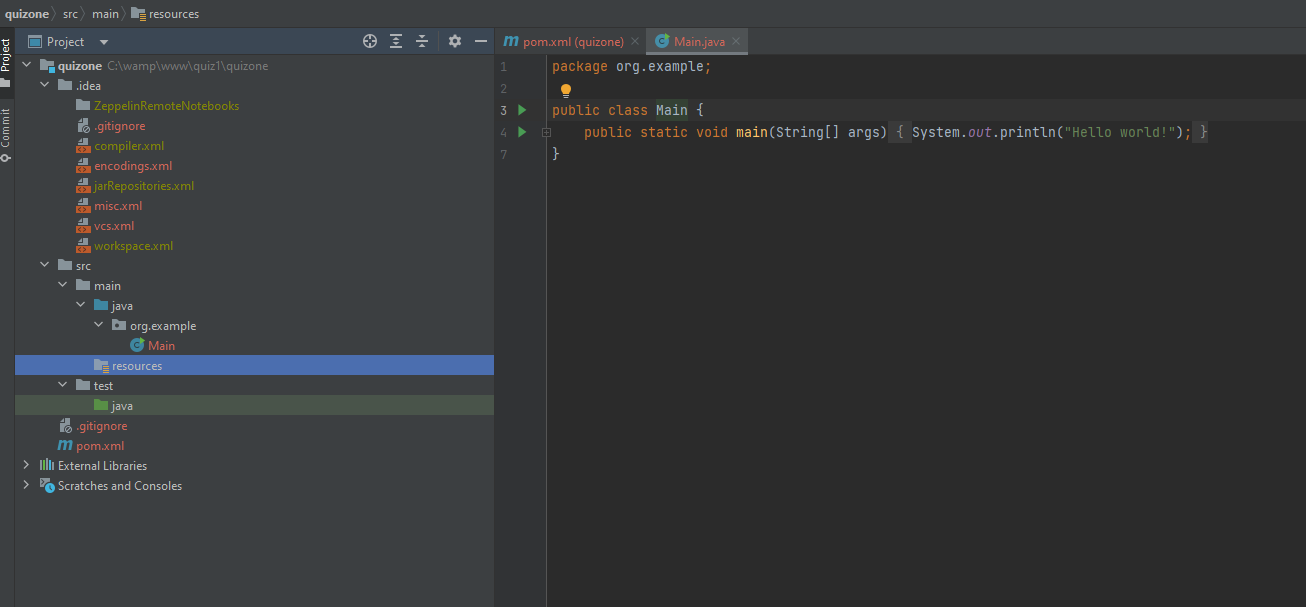 quizone src main resources
Project
Commit
Project
quizone C:\wamp\www\quiz1\quizone
.idea
ZeppelinRemoteNotebooks
.gitignore
compiler.xml
encodings.xml
jarRepositories.xml
misc.xml
vcs.xml
workspace.xml
src
main
java
org.example
Main
resources
test
java
.gitignore
pom.xml
External Libraries
Scratches and Consoles
pom.xml (quizone) Main.java
1 package org.example;
2
3 public class Main {
4 public static void main(String[] args) { System.out.println("Hello world!"); }
7 }